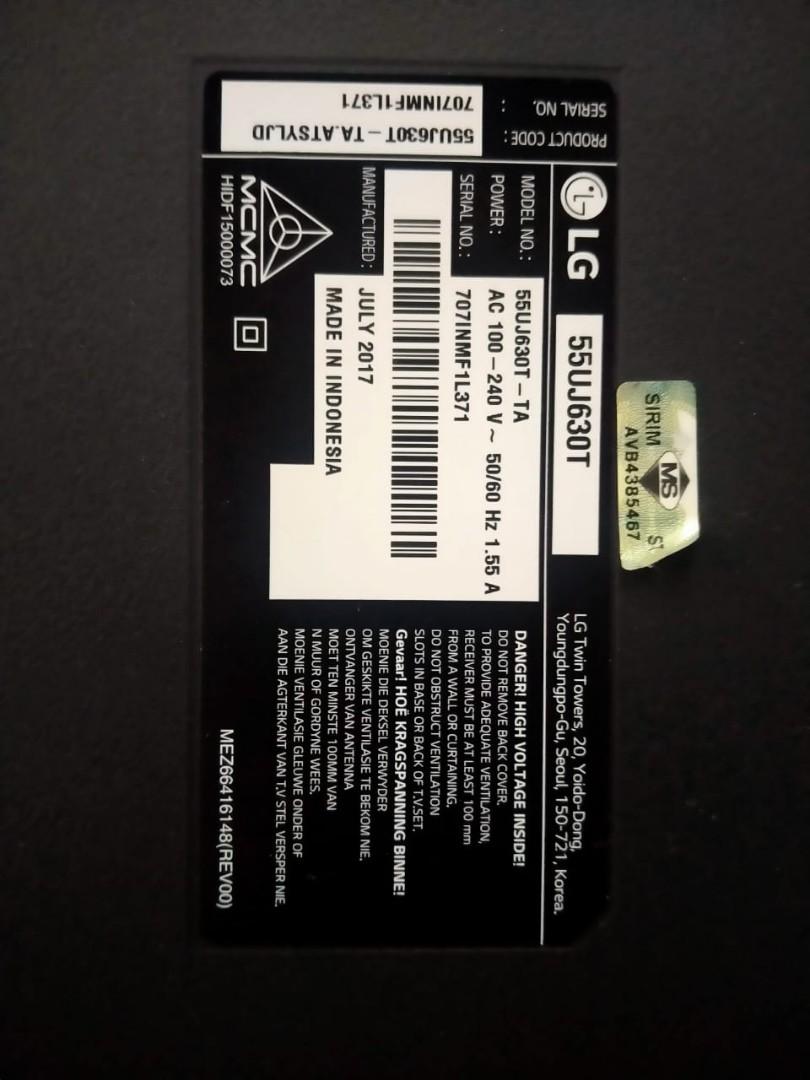 PRODUCT CODE : 55UJ630T-TA.ATSYLJD
SERIAL NO. : 707INMF1L371
LG 55UJ630T
MODEL NO. : 55UJ630T-TA
POWER : AC 100-240 V~ 50/60 Hz 1.55 A
SERIAL NO. : 707INMF1L371
MANUFACTURED : JULY 2017
MADE IN INDONESIA
MCMC
HIDF15000073
LG Twin Towers, 20, Yoido-Dong,
Youngdungpo-Gu, Seoul, 150-721, Korea.
DANGER! HIGH VOLTAGE INSIDE!
DO NOT REMOVE BACK COVER.
TO PROVIDE ADEQUATE VENTILATION,
RECEIVER MUST BE AT LEAST 100 mm
FROM A WALL OR CURTAINING.
DO NOT OBSTRUCT VENTILATION
SLOTS IN BASE OR BACK OF T.V.SET.
Gevaar! HOË KRAGSPANNING BINNE!
MOENIE DIE DEKSEL VERWYDER
OM GESKIKTE VENTILASIE TE BEKOM NIE.
ONTVANGER VAN ANTENNA
MOET TEN MINSTE 100MM VAN
N MUUR OF GORDYNE WEES.
MOENIE VENTILASIE GLEUWE ONDER OF
AAN DIE AGTERKANT VAN T.V STEL VERSPER NIE.
MEZ66416148(REV00)
SIRIM MS ST
AVB4385467